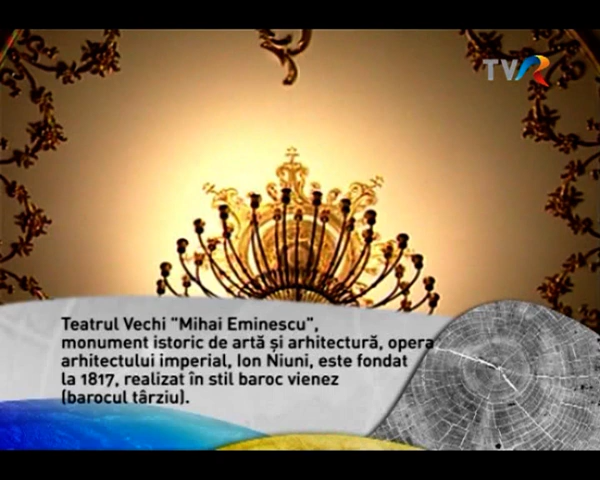 TVR
Teatrul Vechi "Mihai Eminescu",
monument istoric de artă și arhitectură, opera
arhitectului imperial, Ion Niuni, este fondat
la 1817, realizat în stil baroc vienez
(barocul târziu).